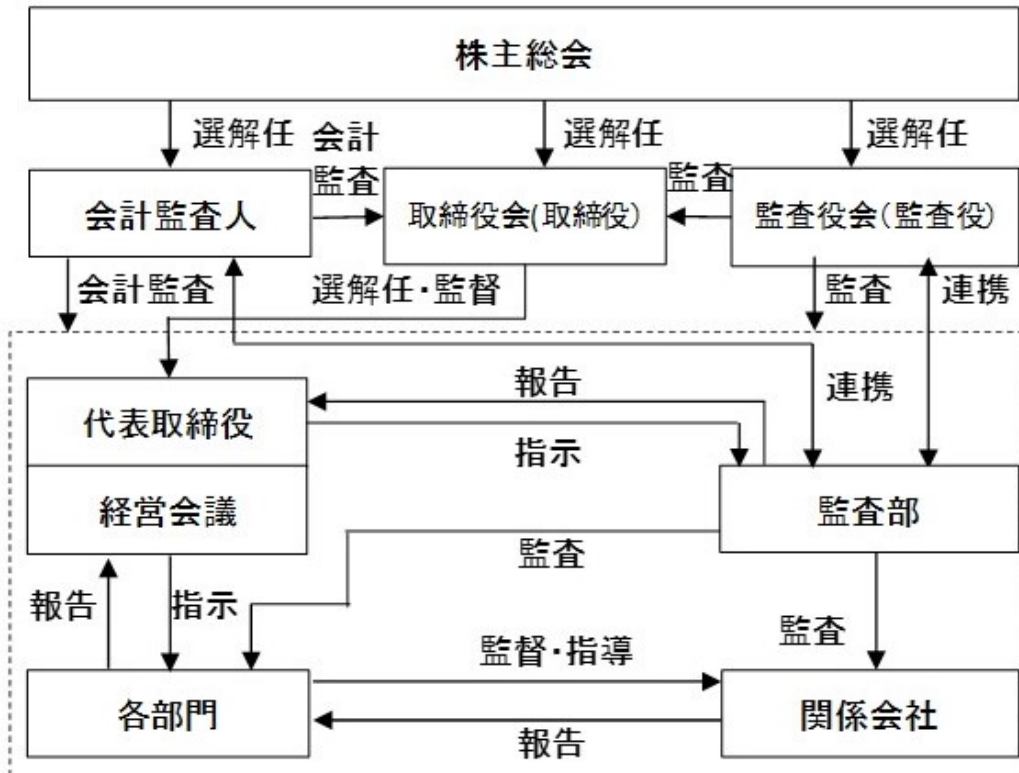 株主総会
選解任
会計
監査
選解任
監査
選解任
会計監査人
取締役会(取締役)
監査役会(監査役)
会計監査
選解任・監督
監査
連携
報告
連携
代表取締役
指示
経営会議
監査部
監査
報告
指示
監査
監督・指導
各部門
関係会社
報告